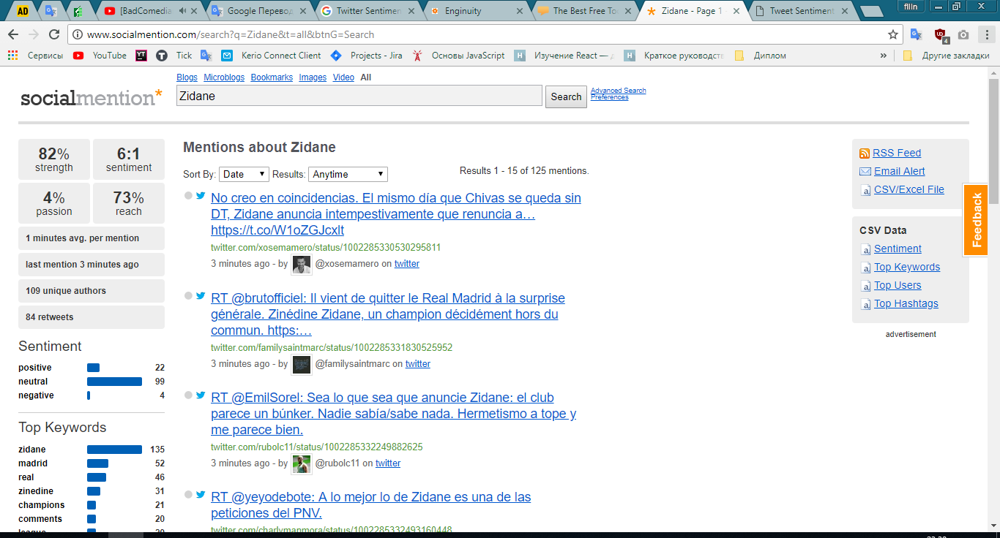 AD
[BadComedia
Google Перевод
Twitter Sentimen
Enginuity
The Best Free Too
Zidane - Page 1
Tweet Sentiment
fllln
www.socialmention.com/search?q=Zidane&t=all&btnG=Search
4
Сервисы
YouTube
YT
Tick
Kerio Connect Client
Projects - Jira
Основы JavaScript
H
Изучение React —
H
Краткое руководств
Диплом
»
Другие закладки
Blogs Microblogs Bookmarks Images Video All
socialmention*
Zidane
Search
Advanced Search
Preferences
82%
strength
6:1
sentiment
4%
passion
73%
reach
1 minutes avg. per mention
last mention 3 minutes ago
109 unique authors
84 retweets
Sentiment
positive 22
neutral 99
negative 4
Top Keywords
zidane 135
madrid 52
real 46
zinedine 31
champions 21
comments 20
league 20
Mentions about Zidane
Sort By: Date Results: Anytime
Results 1 - 15 of 125 mentions.
No creo en coincidencias. El mismo día que Chivas se queda sin
DT, Zidane anuncia intempestivamente que renuncia a…
https://t.co/W1oZGJcxlt
twitter.com/xosemamero/status/1002285330530295811
3 minutes ago - by @xosemamero on twitter
RT @brutofficiel: Il vient de quitter le Real Madrid à la surprise
générale. Zinédine Zidane, un champion décidément hors du
commun. https:…
twitter.com/familysaintmarc/status/1002285331830525952
3 minutes ago - by @familysaintmarc on twitter
RT @EmilSorel: Sea lo que sea que anuncie Zidane: el club
parece un búnker. Nadie sabía/sabe nada. Hermetismo a tope y
me parece bien.
twitter.com/rubolc11/status/1002285332249882625
3 minutes ago - by @rubolc11 on twitter
RT @yeyodebote: A lo mejor lo de Zidane es una de las
peticiones del PNV.
twitter.com/charlymanmora/status/1002285332493160448
RSS Feed
Email Alert
CSV/Excel File
CSV Data
Sentiment
Top Keywords
Top Users
Top Hashtags
advertisement
Feedback